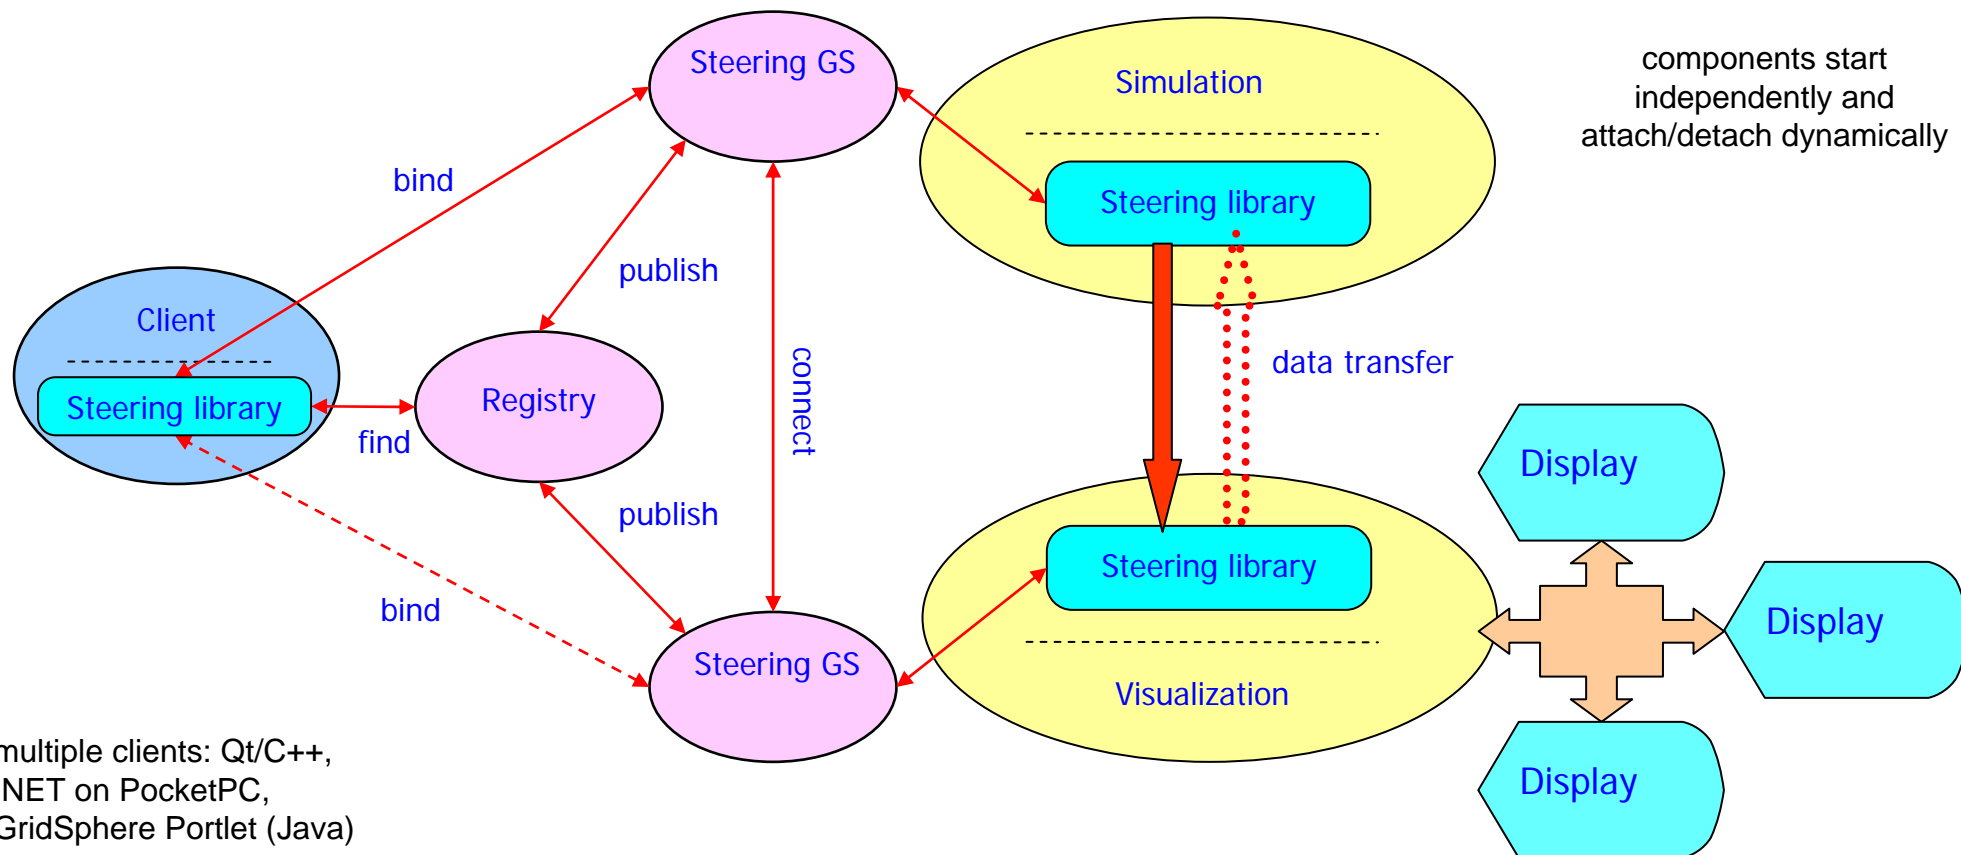 Steering GS
Simulation
components start
independently and
attach/detach dynamically
bind
Steering library
publish
Client
connect
data transfer
Steering library
find
Registry
Display
publish
Steering library
bind
Display
Steering GS
Visualization
Display
multiple clients: Qt/C++,
NET on PocketPC,
GridSphere Portlet (Java)